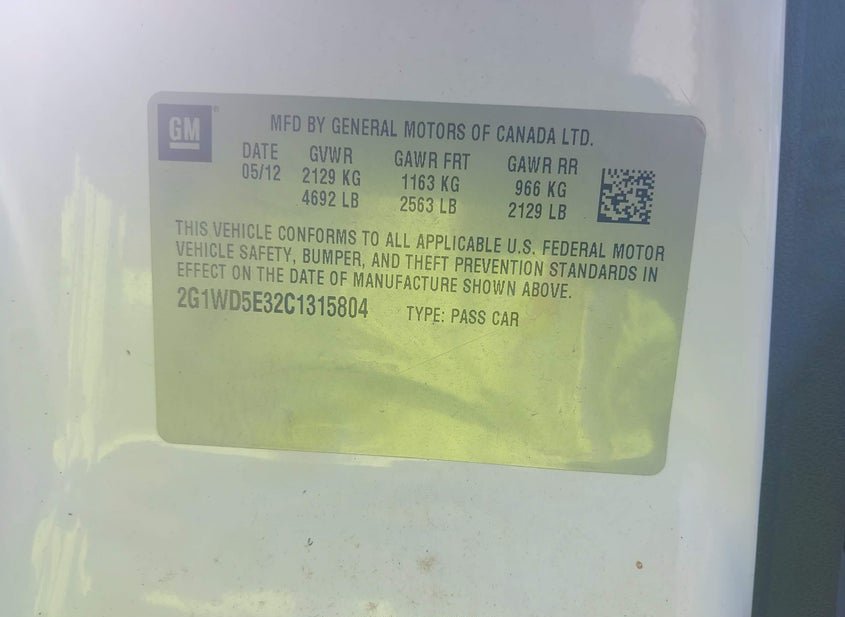 GM®
MFD BY GENERAL MOTORS OF CANADA LTD.
DATE GVWR GAWR FRT GAWR RR
05/12 2129 KG 1163 KG 966 KG
4692 LB 2563 LB 2129 LB
THIS VEHICLE CONFORMS TO ALL APPLICABLE U.S. FEDERAL MOTOR
VEHICLE SAFETY, BUMPER, AND THEFT PREVENTION STANDARDS IN
EFFECT ON THE DATE OF MANUFACTURE SHOWN ABOVE.
2G1WD5E32C1315804 TYPE: PASS CAR